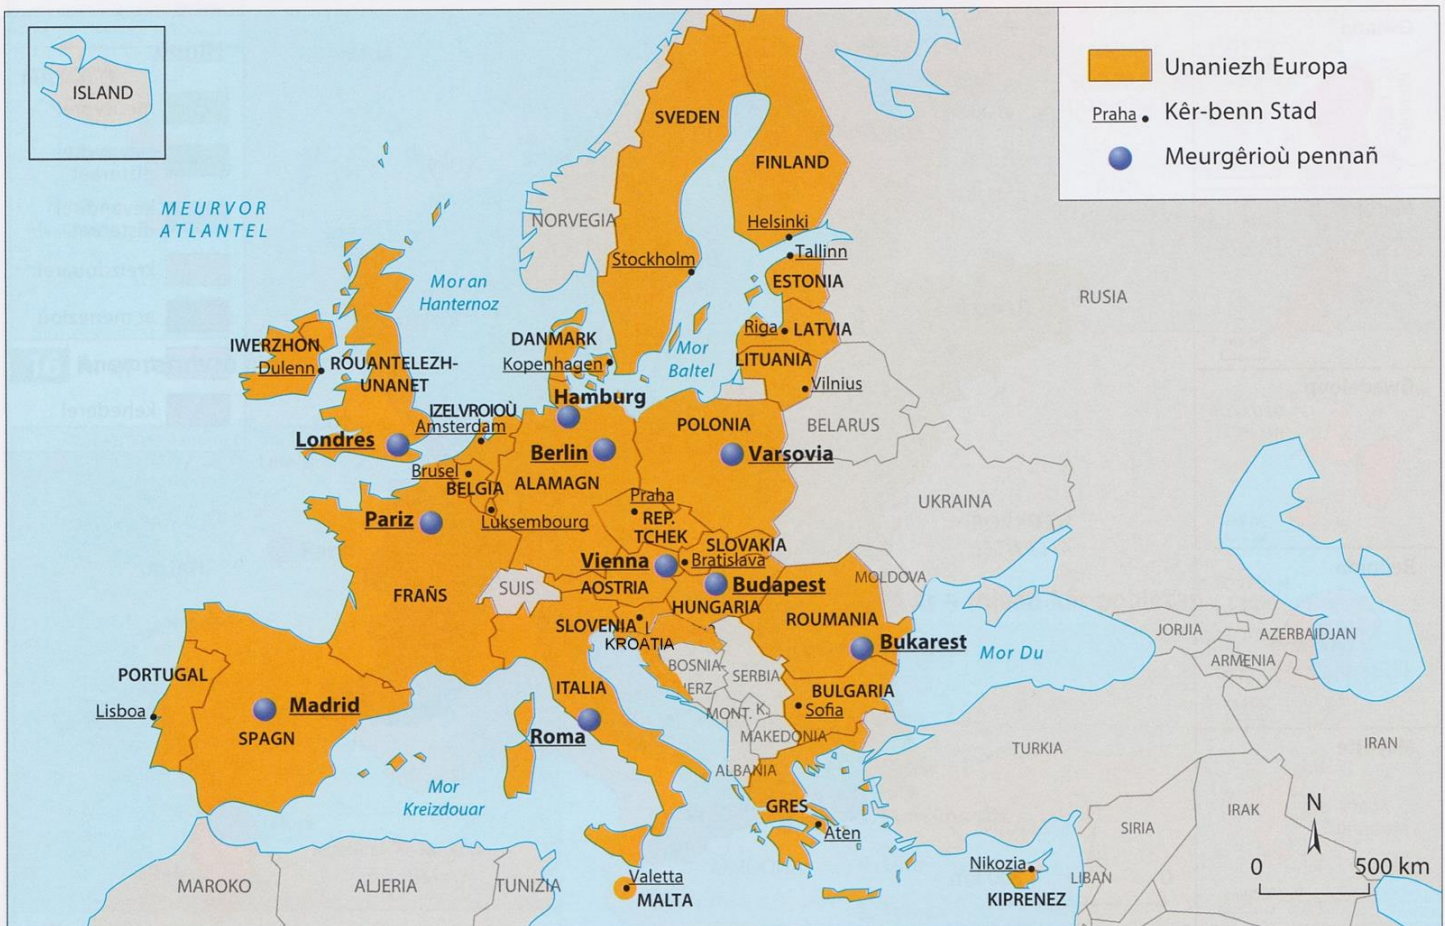 ISLAND
Unaniezh Europa
Praha
Kêr-benn Stad
Meurgêrioù pennañ
MEURVOR
ATLANTEL
Mor an
Hanternoz
NORVEGIA
SVEDEN
FINLAND
Helsinki
Tallinn
Stockholm
ESTONIA
RUSIA
Riga
LATVIA
LITUANIA
Vilnius
Mor
Baltel
DANMARK
Kopenhagen
IWERZHON
Dulenn
ROUANTELEZH-
UNANET
IZELVROIOÙ
Amsterdam
Hamburg
Londres
Berlin
POLONIA
Varsovia
BELARUS
Brusel
BELGIA
ALAMAGN
Luksembourg
Praha
REP.
TCHEK
UKRAINA
Pariz
SLOVAKIA
Bratislava
Vienna
Budapest
MOLDOVA
SUIS
AOSTRIA
HUNGARIA
FRAÑS
SLOVENIA
KROATIA
ROUMANIA
Bukarest
Mor Du
JORJIA
AZERBAIDJAN
ARMENIA
BOSNIA-
HERZ.
SERBIA
PORTUGAL
Lisboa
Madrid
SPAGN
ITALIA
Roma
MONT.
K.
BULGARIA
Sofia
MAKEDONIA
ALBANIA
TURKIA
IRAN
Mor
Kreizdouar
GRES
Aten
SIRIA
IRAK
N
0
500 km
Nikozia
KIPRENEZ
LIBAN
MAROKO
ALJERIA
TUNIZIA
Valetta
MALTA